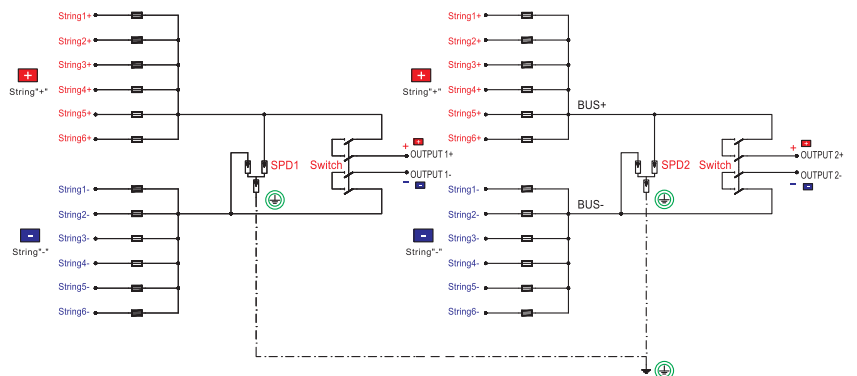 String1+
String2+
String3+
+
String"+"
String4+
String5+
String6+
SPD1
Switch
+ +
OUTPUT 1+
OUTPUT 1-
- -
String1-
String2-
-
String"-"
String3-
String4-
String5-
String6-
String1+
String2+
String3+
+
String"+"
String4+
String5+
BUS+
String6+
SPD2
Switch
+ +
OUTPUT 2+
OUTPUT 2-
- -
String1-
String2-
BUS-
-
String"-"
String3-
String4-
String5-
String6-